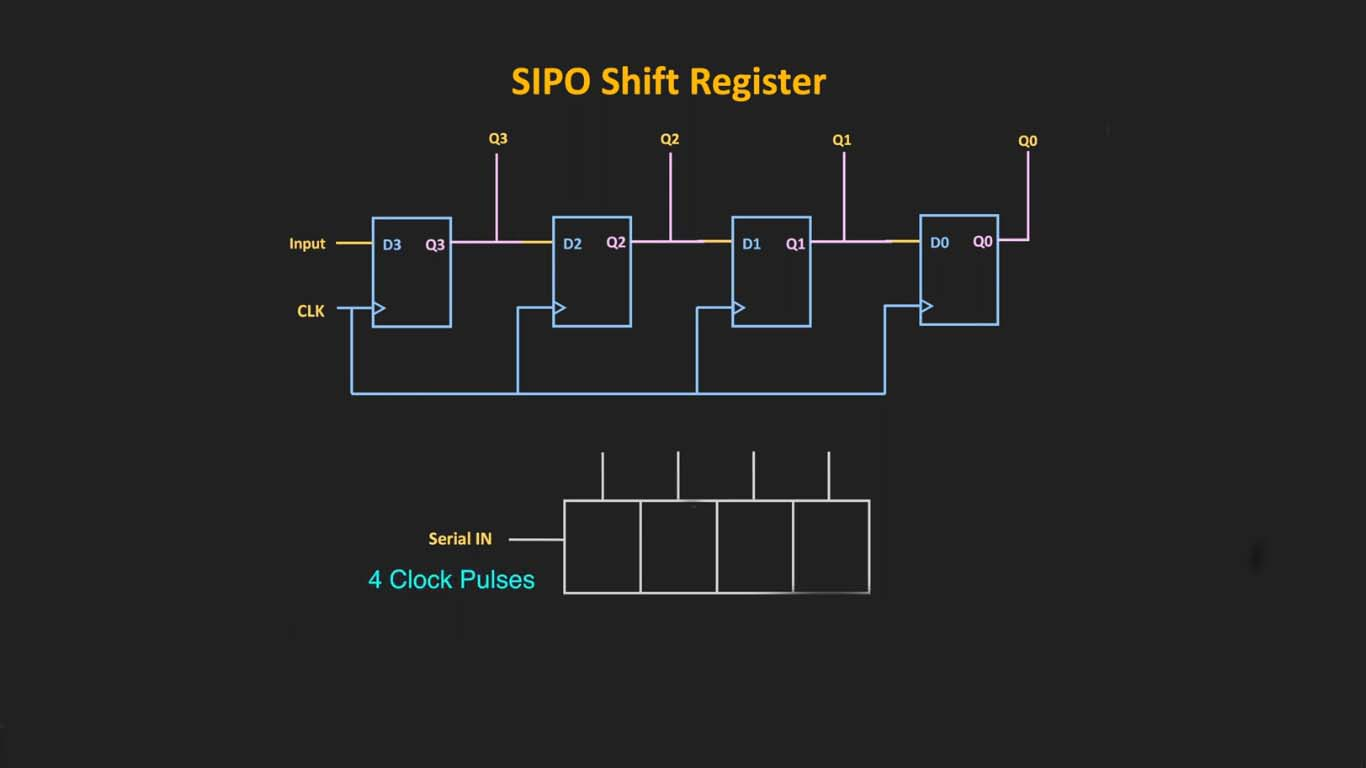 SIPO Shift Register
Q3 Q2 Q1 Q0
Input D3 Q3 D2 Q2 D1 Q1 D0 Q0
CLK
Serial IN
4 Clock Pulses